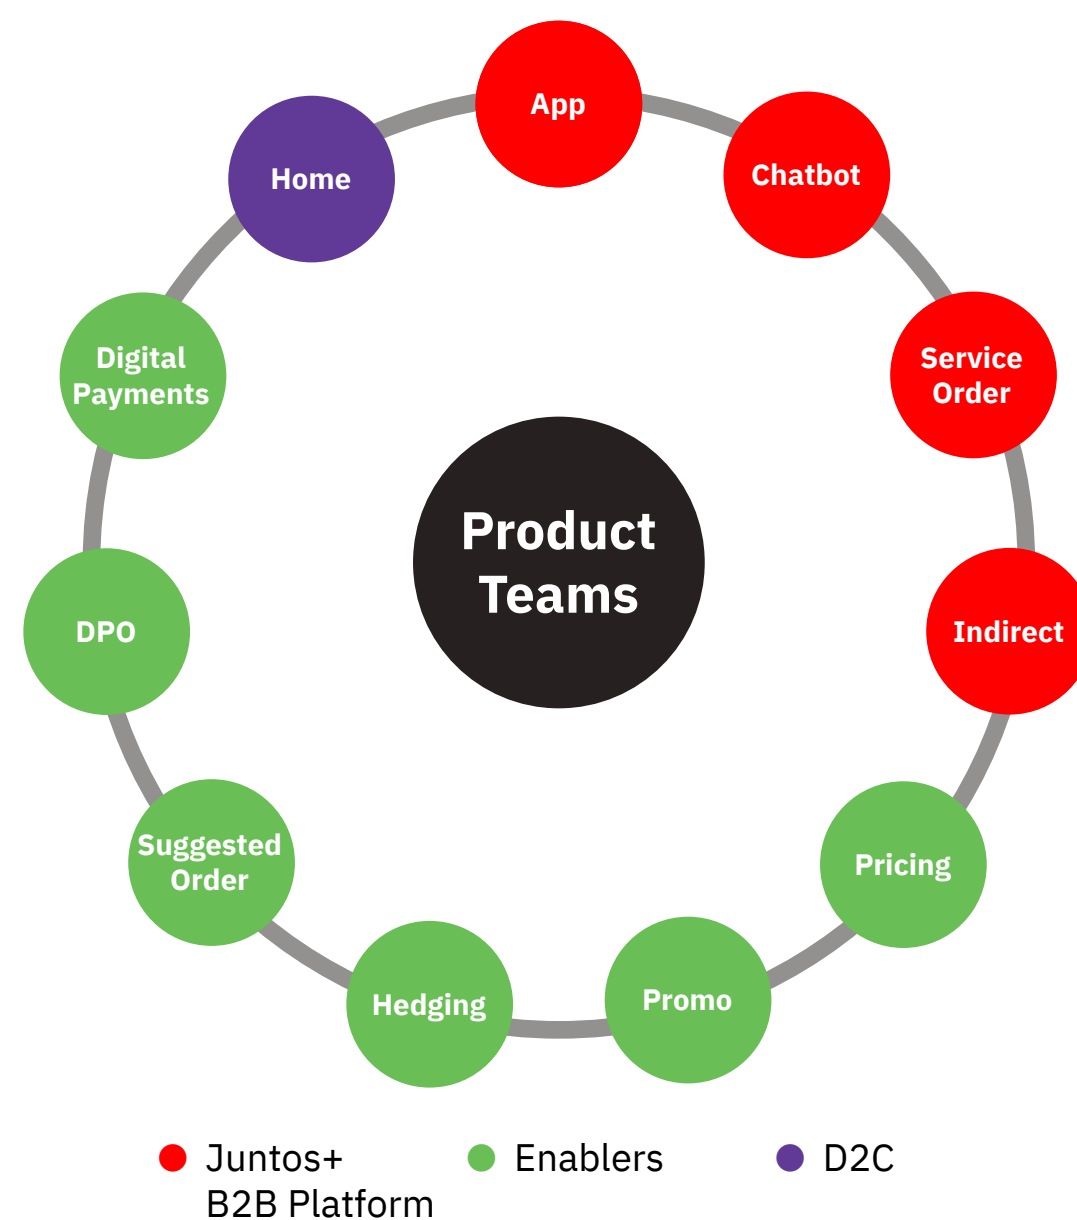 App
Chatbot
Home
Digital
Payments
Service
Order
Product
Teams
DPO
Indirect
Suggested
Order
Pricing
Hedging
Promo
Juntos+
B2B Platform
Enablers
D2C